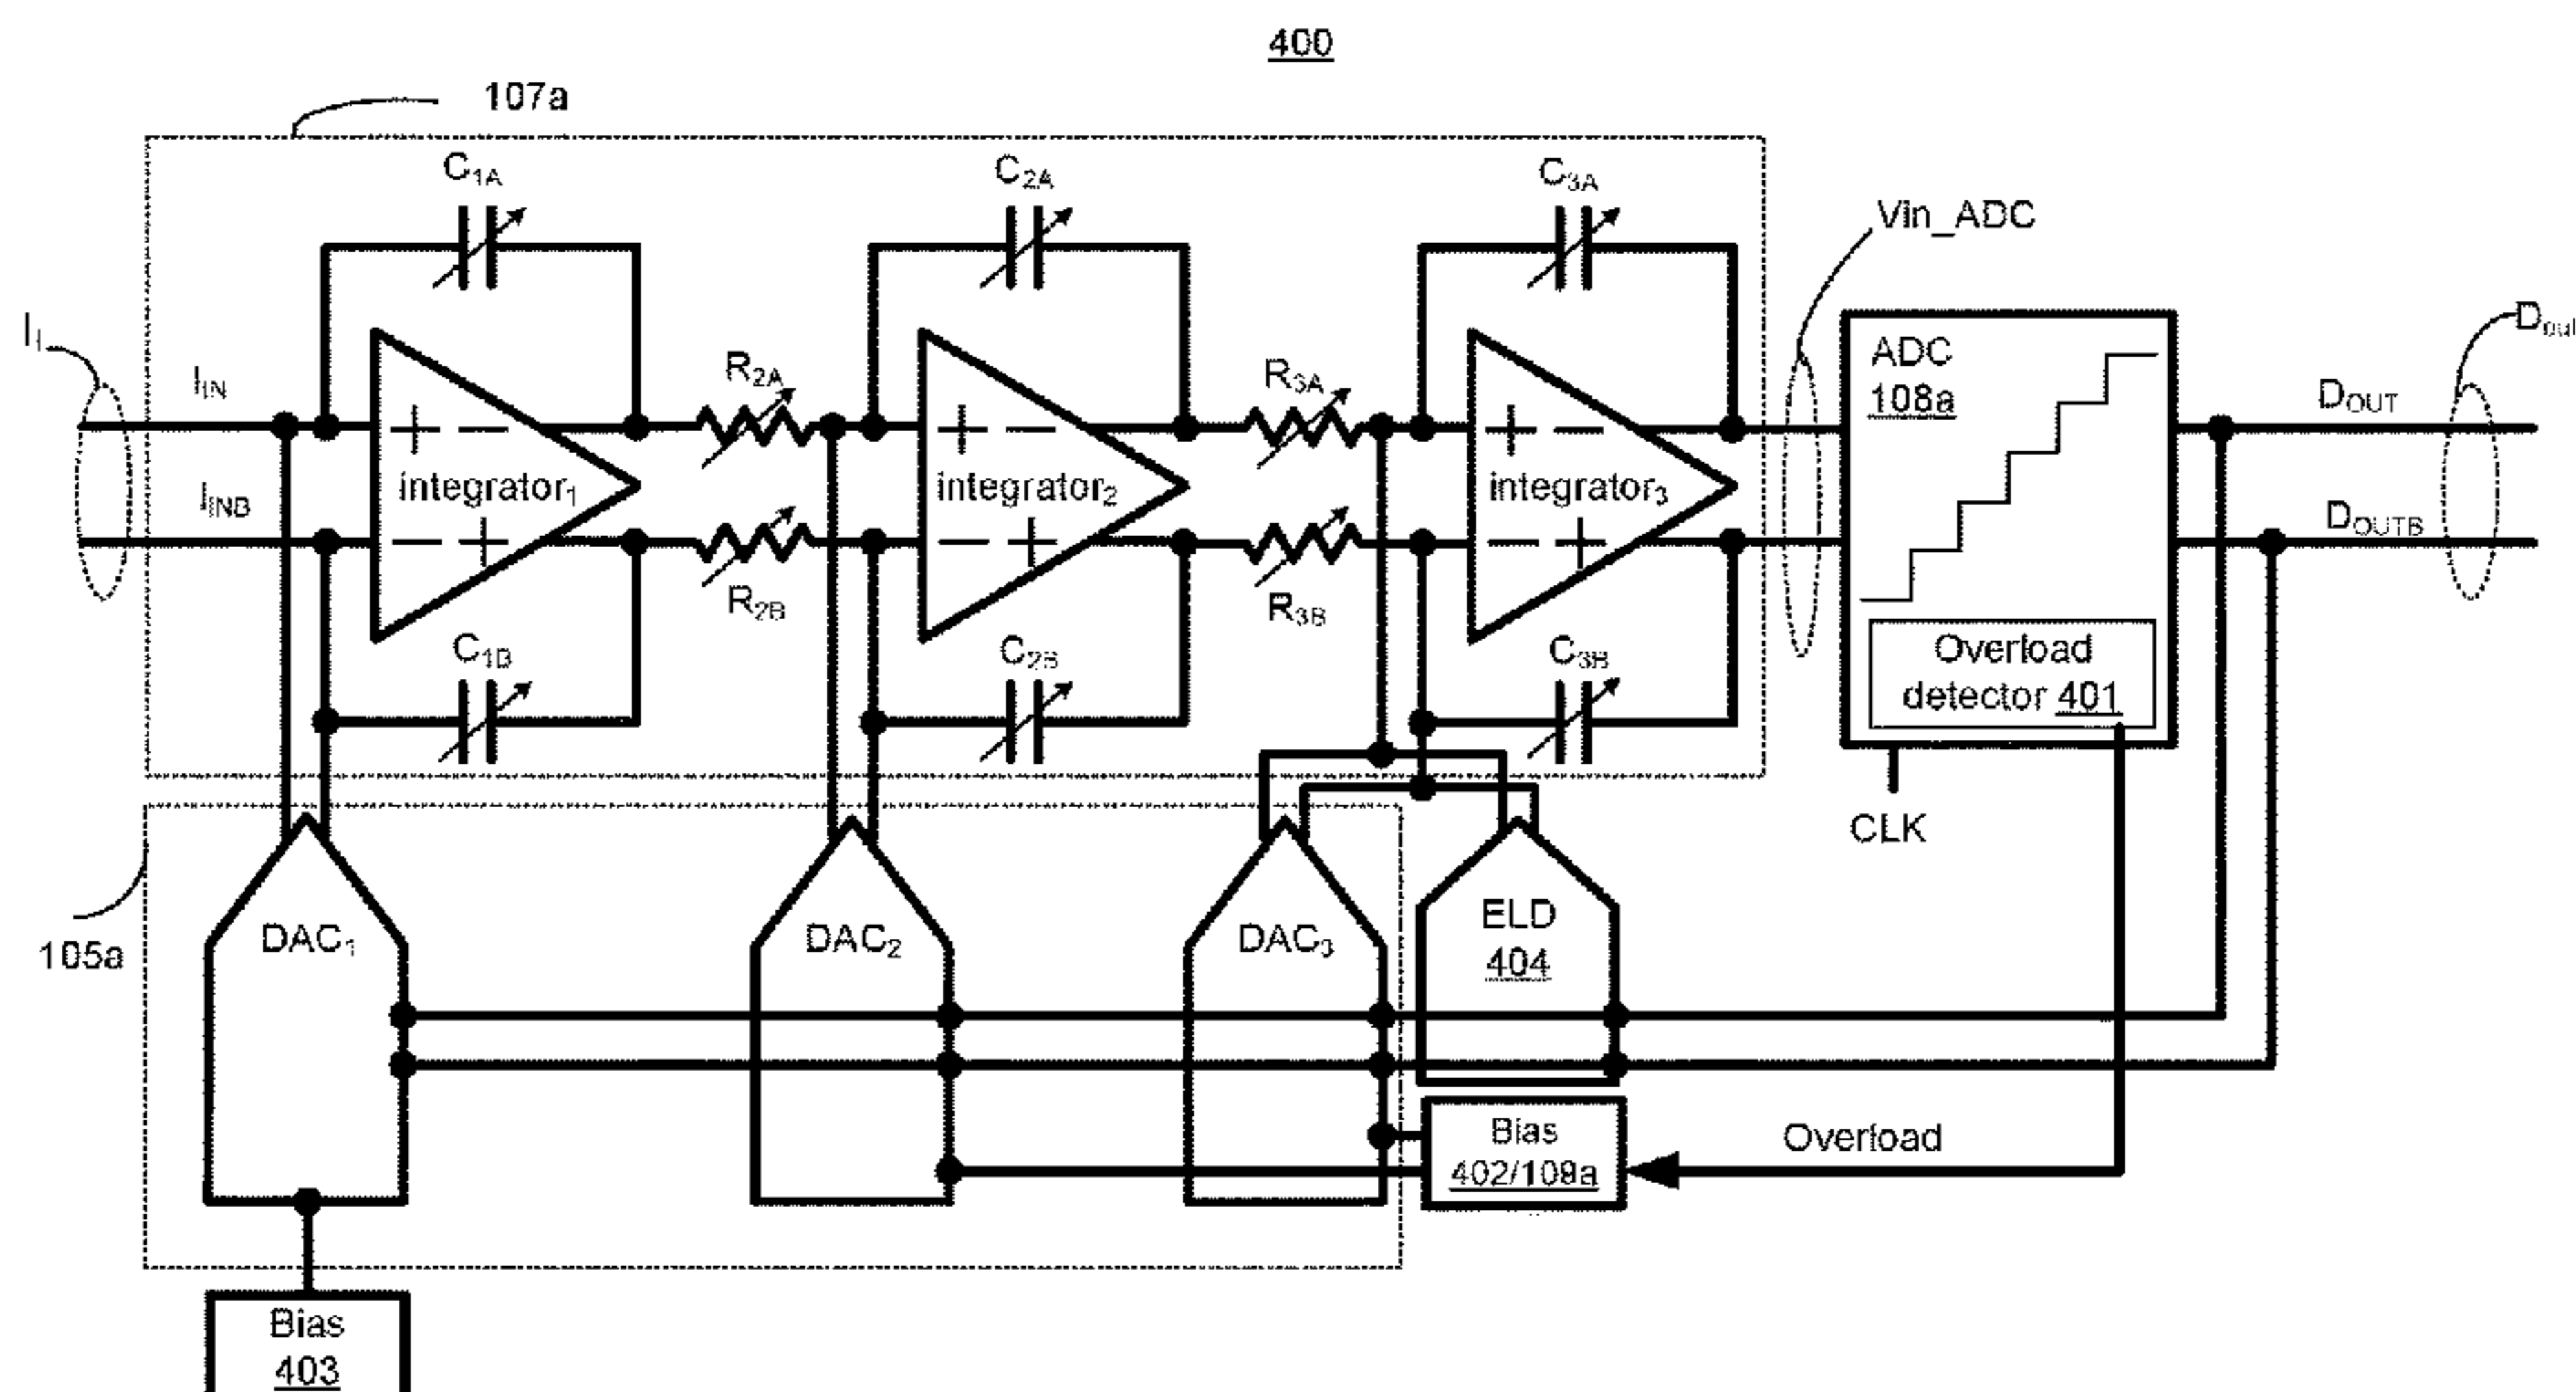 400
107a
C1A
C2A
C3A
Vin_ADC
II
IIN
R2A
R3A
ADC
108a
DOUT
Dout
integrator1
integrator2
integrator3
IINB
DOUTB
R2B
R3B
C1B
C2B
C3B
Overload
detector 401
CLK
105a
DAC1
DAC2
DAC3
ELD
404
Bias
402/109a
Overload
Bias
403